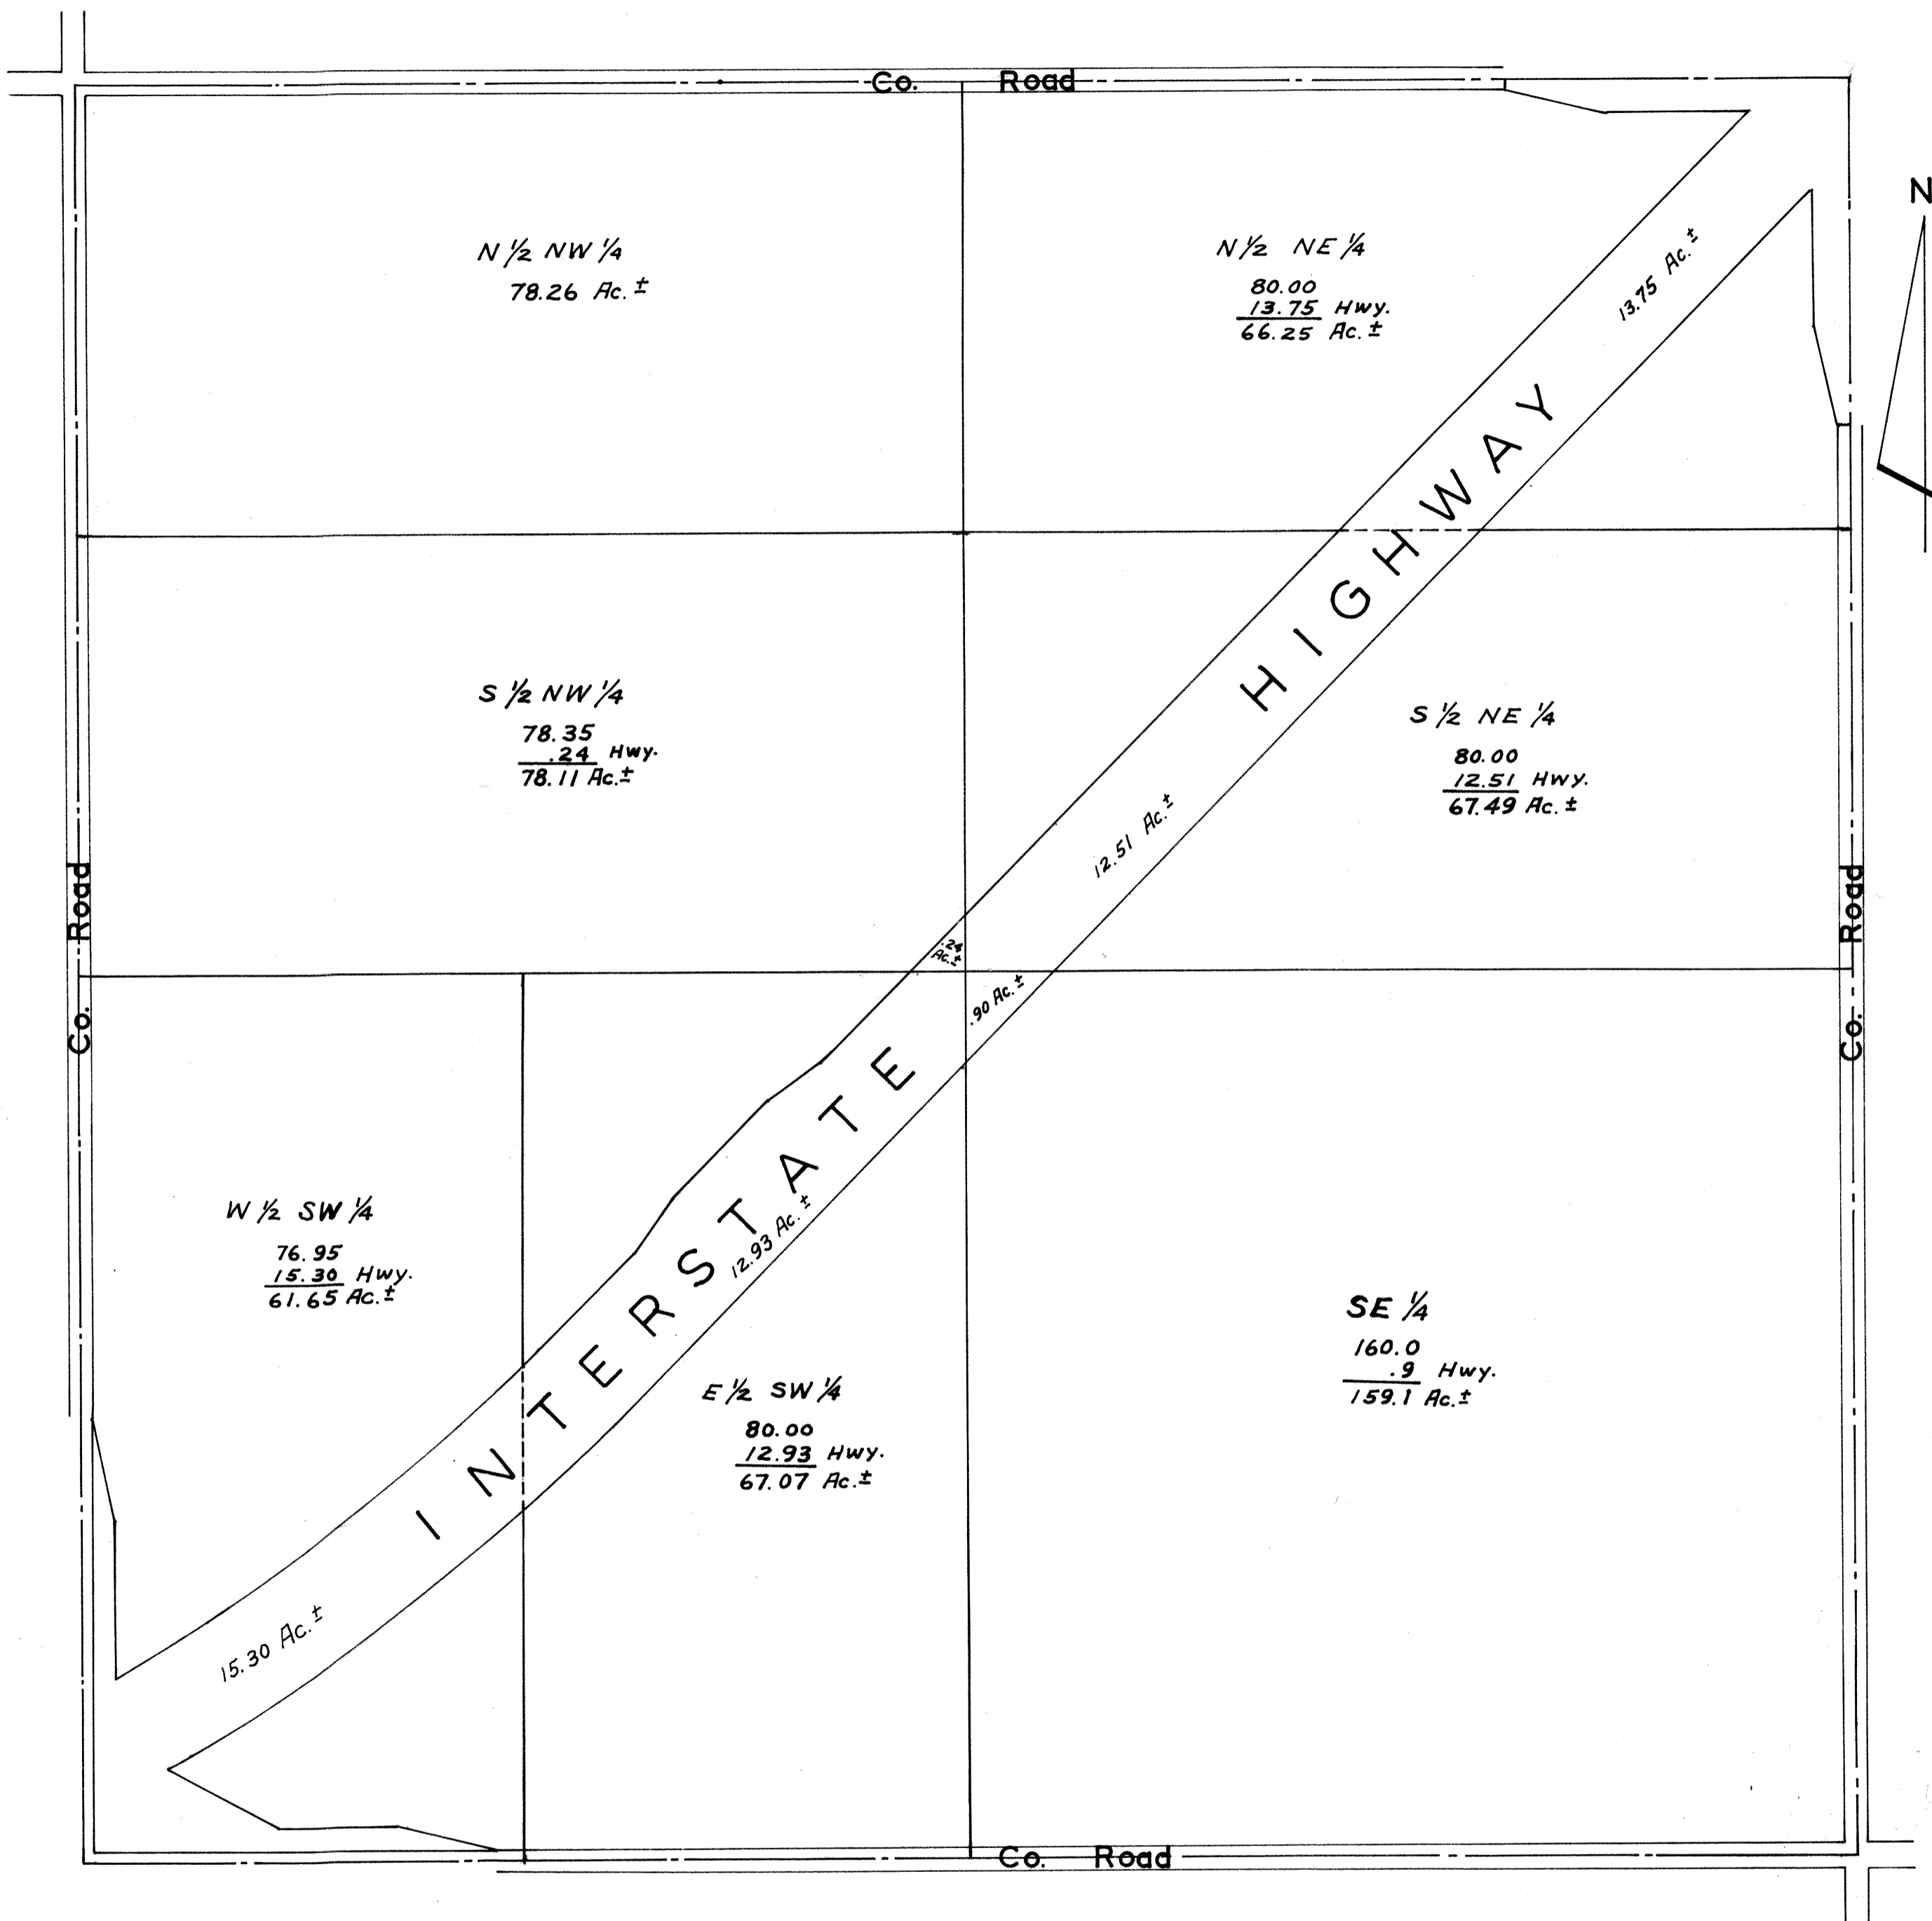 Co. Road
N
N ½ NW ¼
78.26 Ac. ±
N ½ NE ¼
80.00
13.75 Hwy.
66.25 Ac. ±
13.75 Ac. ±
HIGHWAY
S ½ NW ¼
78.35
.24 Hwy.
78.11 Ac. ±
S ½ NE ¼
80.00
12.51 Hwy.
67.49 Ac. ±
12.51 Ac. ±
Co. Road
Co. Road
.24
Ac. ±
.90 Ac. ±
INTERSTATE
W ½ SW ¼
76.95
15.30 Hwy.
61.65 Ac. ±
12.93 Ac. ±
E ½ SW ¼
80.00
12.93 Hwy.
67.07 Ac. ±
SE ¼
160.0
.9 Hwy.
159.1 Ac. ±
15.30 Ac. ±
Co. Road